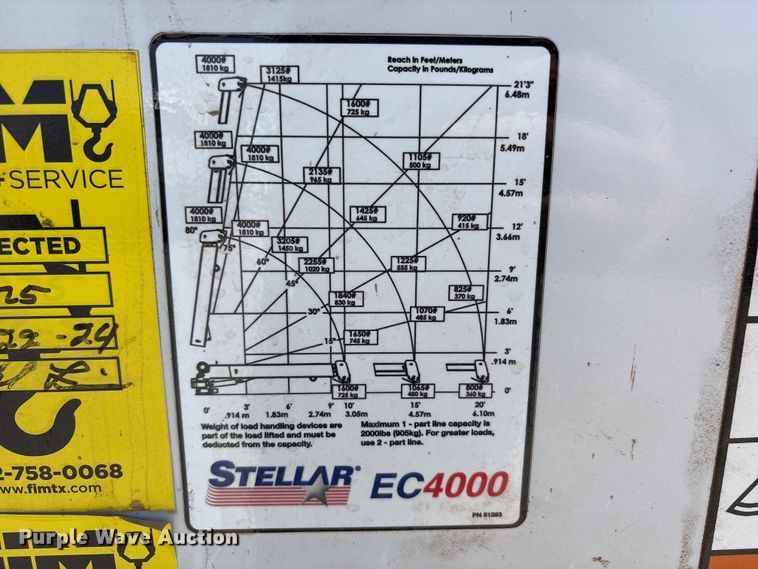 Reach in Feet/Meters
Capacity in Pounds/Kilograms
4000#
1810 kg
3125#
1415kg
21'3"
6.48m
1600#
725 kg
18'
5.49m
4000#
1810 kg
4000#
1810 kg
1105#
500 kg
2135#
965 kg
15'
4.57m
4000#
1810 kg
1425#
645 kg
920#
415 kg
80°
4000#
1810 kg
12'
3.66m
75°
3205#
1450 kg
60°
2255#
1020 kg
1225#
555 kg
9'
2.74m
45°
1840#
830 kg
825#
370 kg
30°
1070#
485 kg
6'
1.83m
15°
1650#
745 kg
3'
.914 m
1600#
725 kg
1065#
480 kg
800#
360 kg
0'
0'
3'
6'
9'
10'
15'
20'
.914 m
1.83m
2.74m
3.05m
4.57m
6.10m
Weight of load handling devices are
part of the load lifted and must be
deducted from the capacity.
Maximum 1 - part line capacity is
2000lbs (905kg). For greater loads,
use 2 - part line.
STELLAR® EC4000
PN 51283
SERVICE
ECTED
25
22-24
2-758-0068
www.fimtx.com
Purple Wave Auction